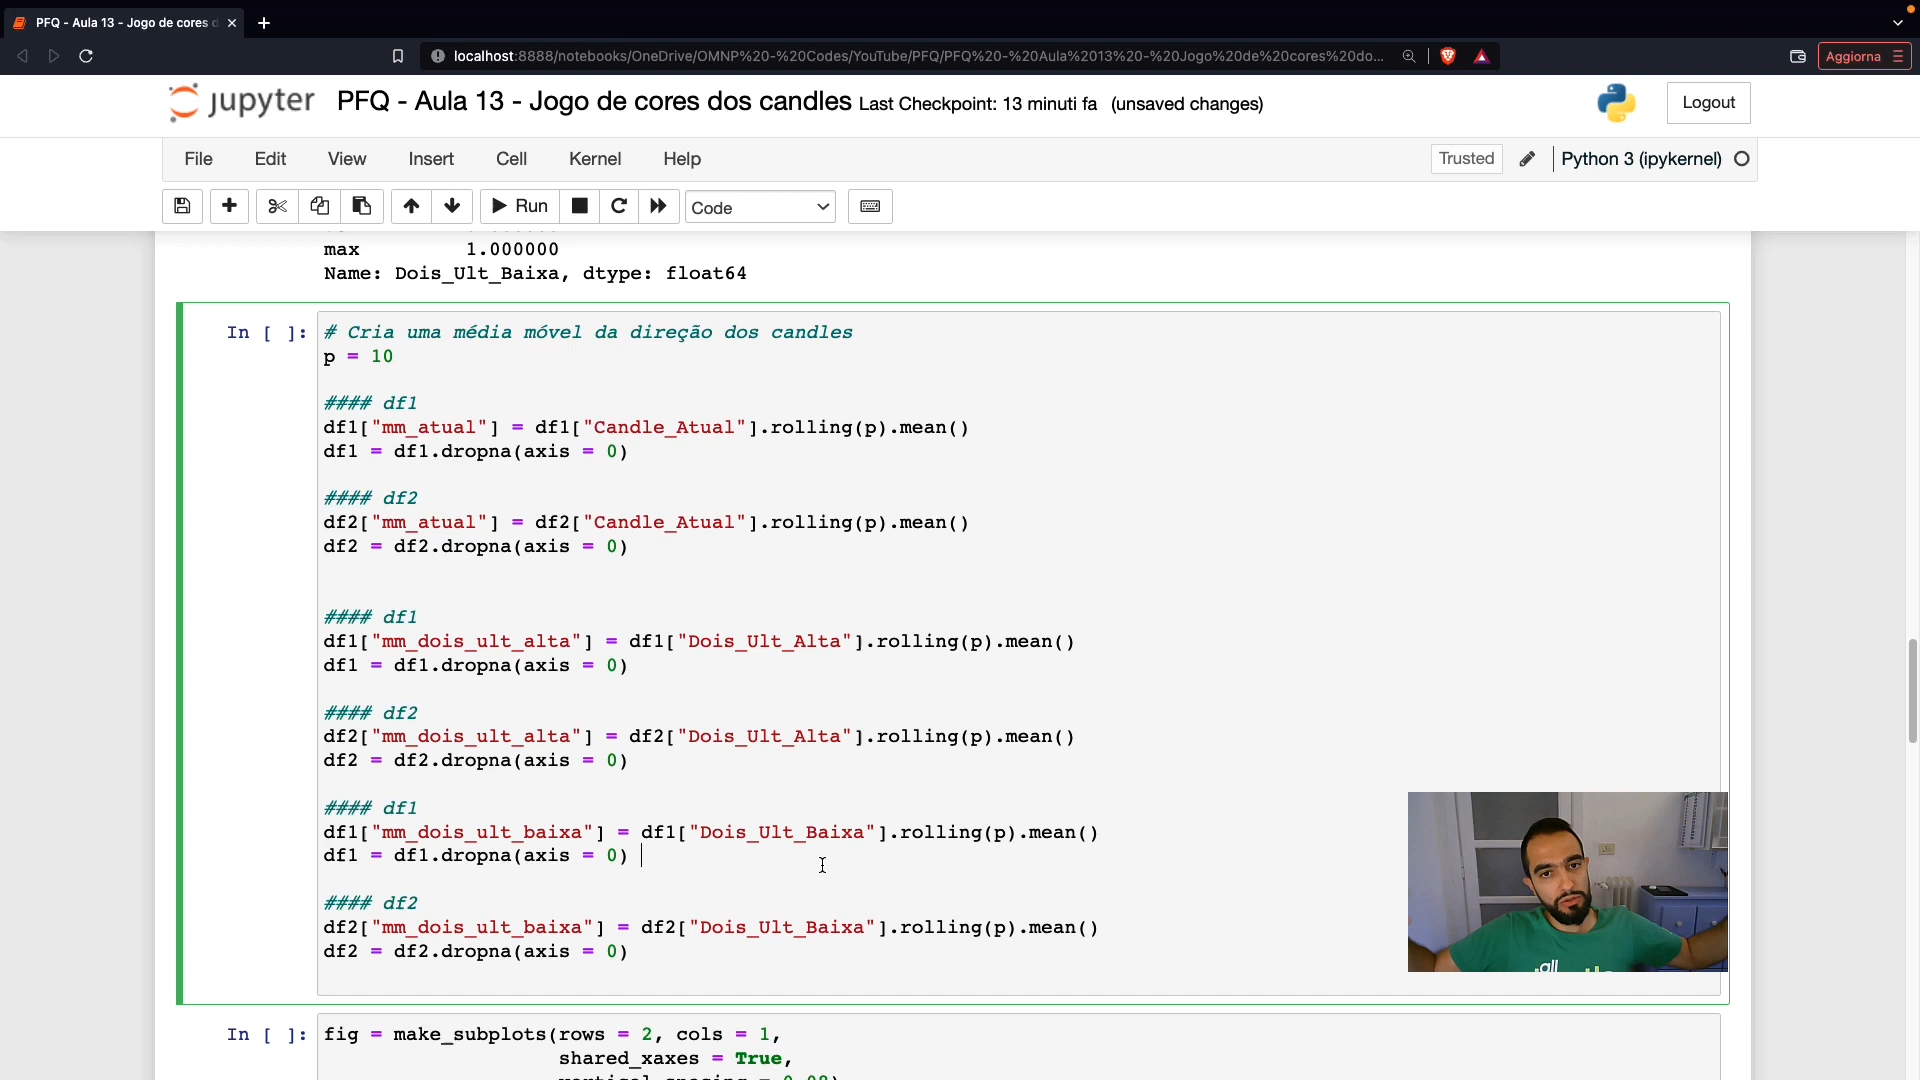 PFQ - Aula 13 - Jogo de cores d
localhost:8888/notebooks/OneDrive/OMNP%20-%20Codes/YouTube/PFQ/PFQ%20-%20Aula%2013%20-%20Jogo%20de%20cores%20do...
Aggiorna
jupyter PFQ - Aula 13 - Jogo de cores dos candles Last Checkpoint: 13 minuti fa (unsaved changes)
Logout
File Edit View Insert Cell Kernel Help
Trusted
Python 3 (ipykernel)
Run
Code
max 1.000000
Name: Dois_Ult_Baixa, dtype: float64
In [ ]: # Cria uma média móvel da direção dos candles
p = 10
#### df1
df1["mm_atual"] = df1["Candle_Atual"].rolling(p).mean()
df1 = df1.dropna(axis = 0)
#### df2
df2["mm_atual"] = df2["Candle_Atual"].rolling(p).mean()
df2 = df2.dropna(axis = 0)
#### df1
df1["mm_dois_ult_alta"] = df1["Dois_Ult_Alta"].rolling(p).mean()
df1 = df1.dropna(axis = 0)
#### df2
df2["mm_dois_ult_alta"] = df2["Dois_Ult_Alta"].rolling(p).mean()
df2 = df2.dropna(axis = 0)
#### df1
df1["mm_dois_ult_baixa"] = df1["Dois_Ult_Baixa"].rolling(p).mean()
df1 = df1.dropna(axis = 0)
#### df2
df2["mm_dois_ult_baixa"] = df2["Dois_Ult_Baixa"].rolling(p).mean()
df2 = df2.dropna(axis = 0)
all
In [ ]: fig = make_subplots(rows = 2, cols = 1,
shared_xaxes = True,